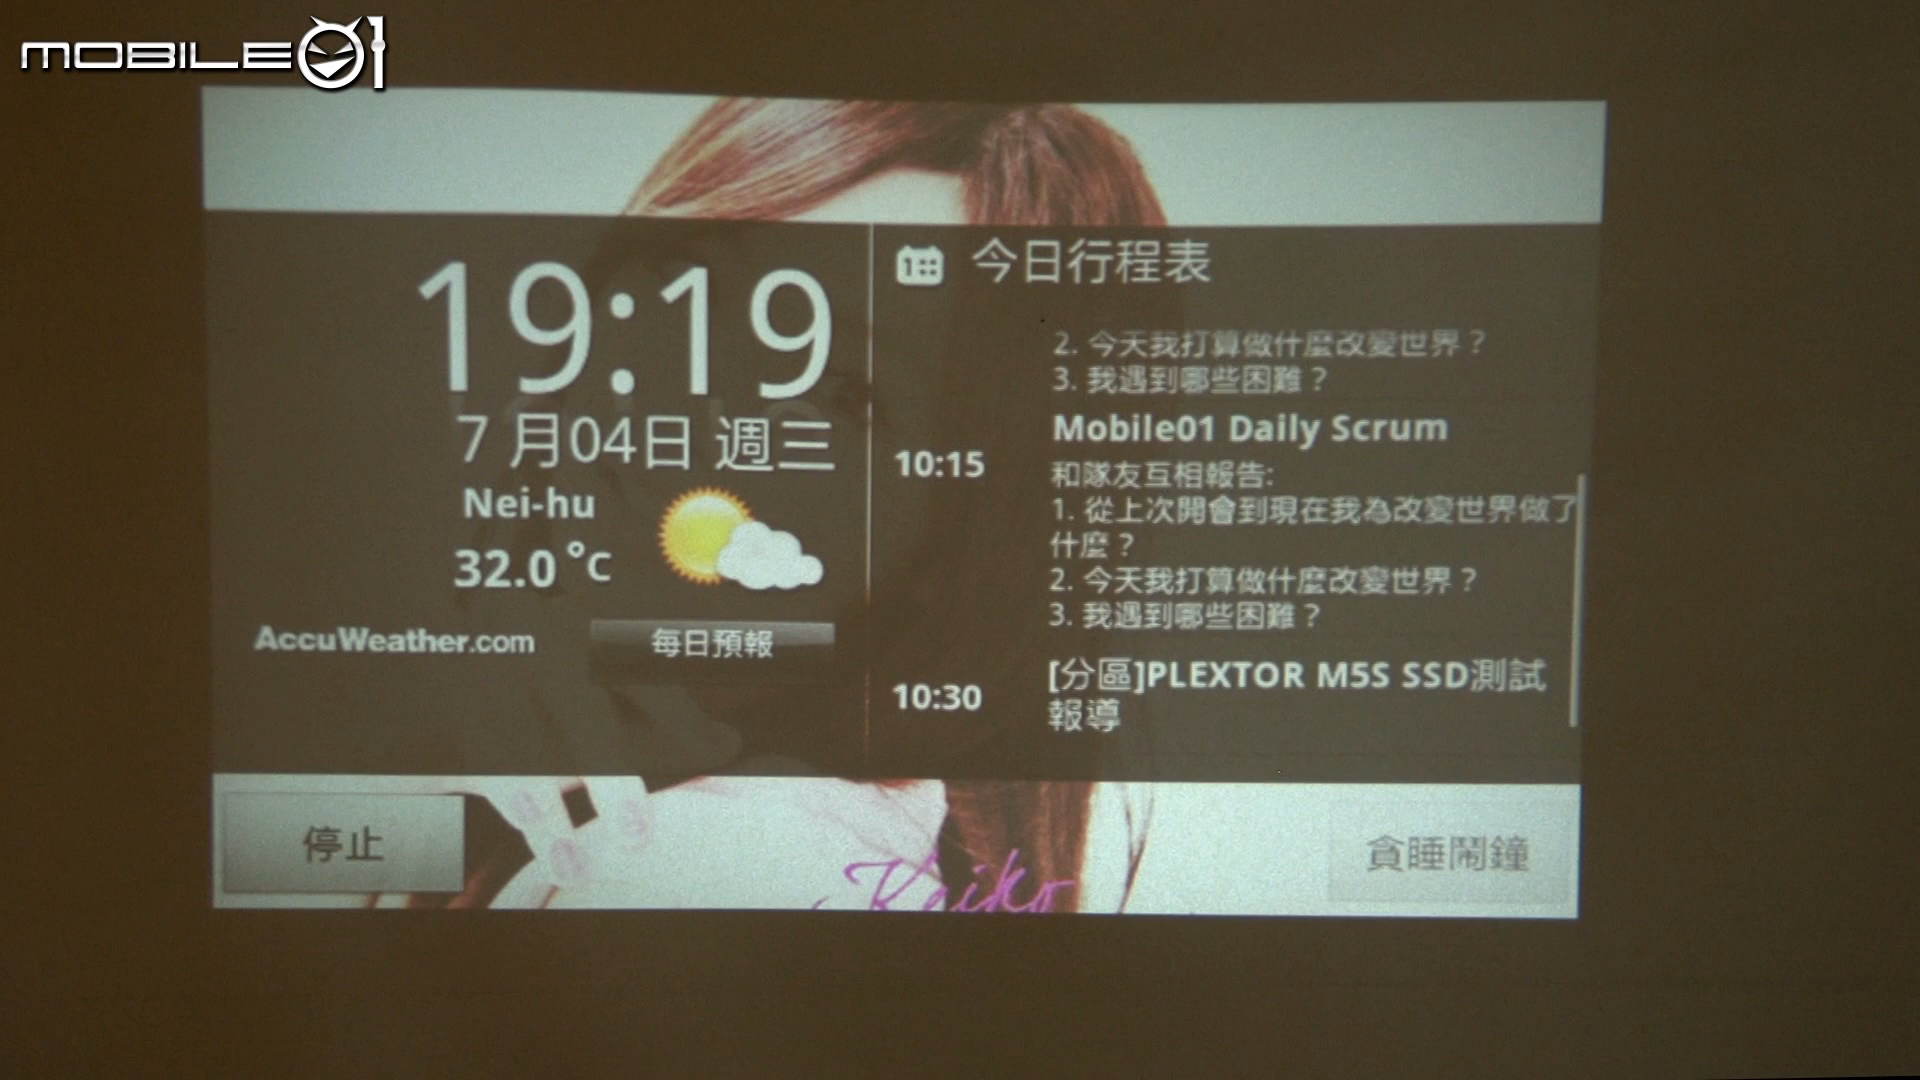 MOBILE01
19:19
7 月04日 週三
Nei-hu
32.0 °C
AccuWeather.com
每日預報
今日行程表
2. 今天我打算做什麼改變世界？
3. 我遇到哪些困難？
Mobile01 Daily Scrum
10:15
和隊友互相報告:
1. 從上次開會到現在我為改變世界做了
什麼？
2. 今天我打算做什麼改變世界？
3. 我遇到哪些困難？
10:30
[分區]PLEXTOR M5S SSD測試
報導
停止
Keiko
貪睡鬧鐘